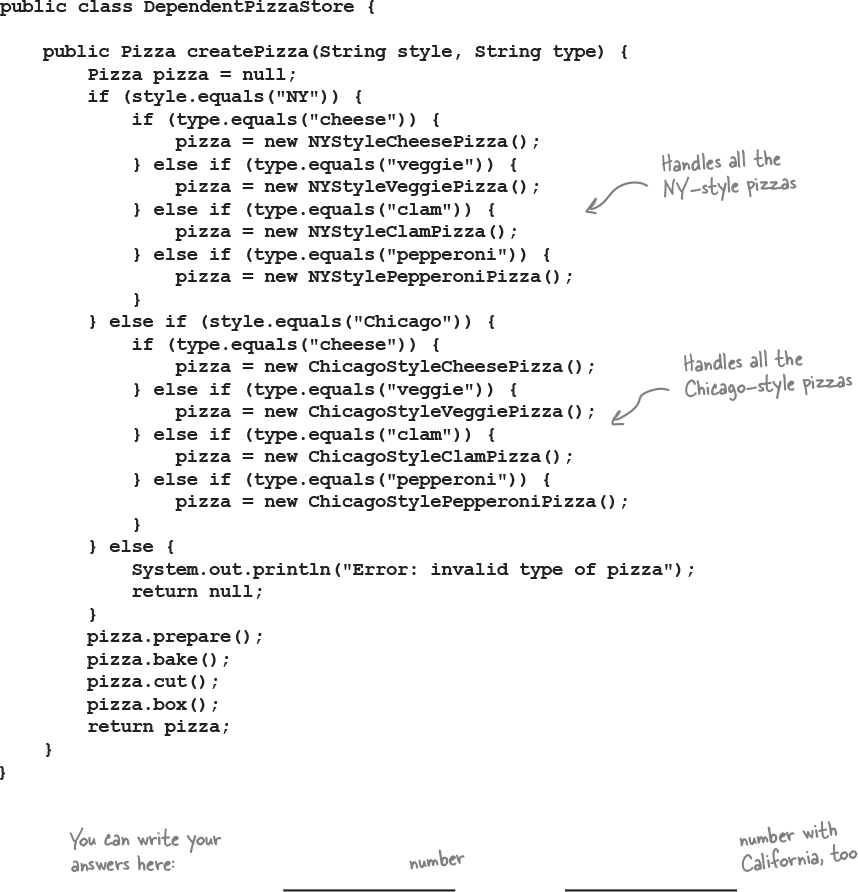 public class DependentPizzaStore {
public Pizza createPizza(String style, String type) {
Pizza pizza = null;
if (style.equals("NY")) {
if (type.equals("cheese")) {
pizza = new NYStyleCheesePizza();
} else if (type.equals("veggie")) {
pizza = new NYStyleVeggiePizza();
} else if (type.equals("clam")) {
pizza = new NYStyleClamPizza();
} else if (type.equals("pepperoni")) {
pizza = new NYStylePepperoniPizza();
}
Handles all the
NY-style pizzas
} else if (style.equals("Chicago")) {
if (type.equals("cheese")) {
pizza = new ChicagoStyleCheesePizza();
} else if (type.equals("veggie")) {
pizza = new ChicagoStyleVeggiePizza();
} else if (type.equals("clam")) {
pizza = new ChicagoStyleClamPizza();
} else if (type.equals("pepperoni")) {
pizza = new ChicagoStylePepperoniPizza();
}
Handles all the
Chicago-style pizzas
} else {
System.out.println("Error: invalid type of pizza");
return null;
}
pizza.prepare();
pizza.bake();
pizza.cut();
pizza.box();
return pizza;
}
}
You can write your
answers here:
number
number with
California, too